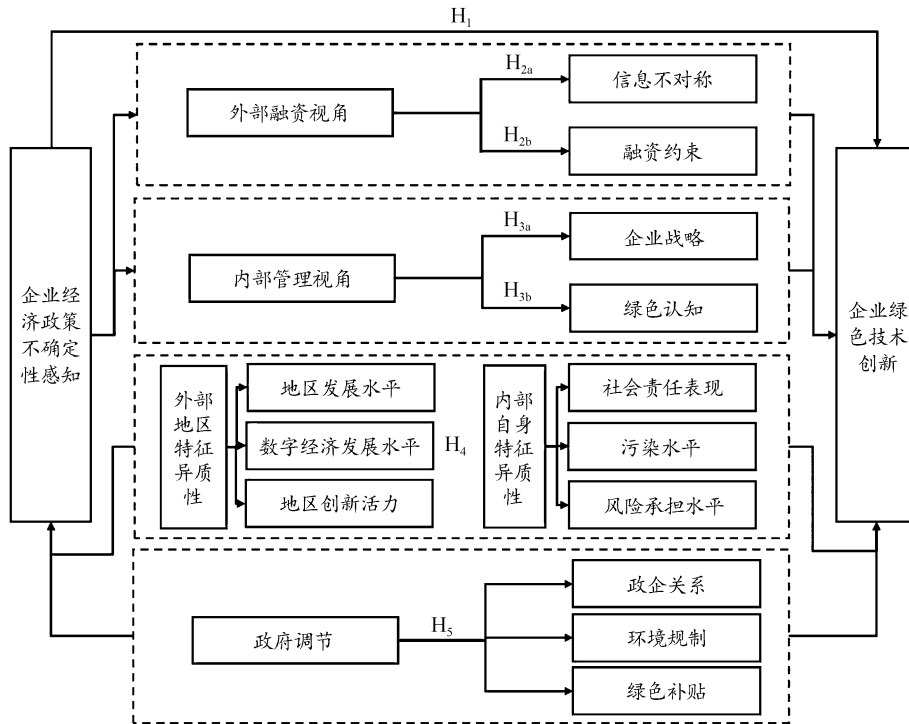 H₁
外部融资视角
H₂ₐ
信息不对称
H₂b
融资约束
内部管理视角
H₃ₐ
企业战略
H₃b
绿色认知
企业经
济政策
不确定
性感知
企业绿
色技术
创新
外部
地区
特征
异质
性
地区发展水平
数字经济发展水平
地区创新活力
H₄
内部
自身
特征
异质
性
社会责任表现
污染水平
风险承担水平
政府调节
H₅
政企关系
环境规制
绿色补贴